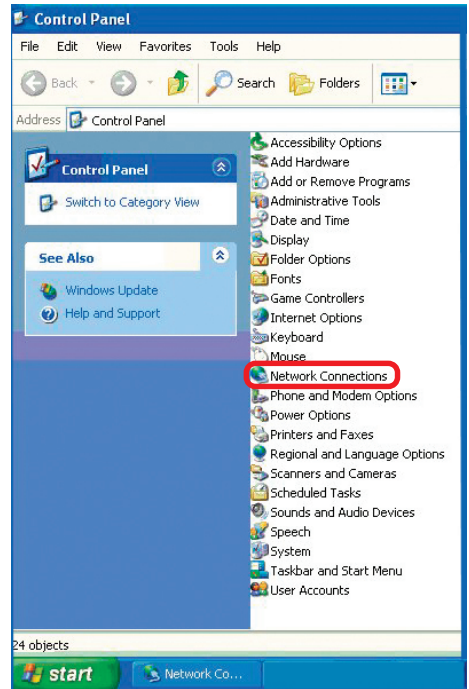 Control Panel
File Edit View Favorites Tools Help
Back Search Folders
Address Control Panel
Control Panel
Switch to Category View
See Also
Windows Update
Help and Support
Accessibility Options
Add Hardware
Add or Remove Programs
Administrative Tools
Date and Time
Display
Folder Options
Fonts
Game Controllers
Internet Options
Keyboard
Mouse
Network Connections
Phone and Modem Options
Power Options
Printers and Faxes
Regional and Language Options
Scanners and Cameras
Scheduled Tasks
Sounds and Audio Devices
Speech
System
Taskbar and Start Menu
User Accounts
24 objects
start Network Co...